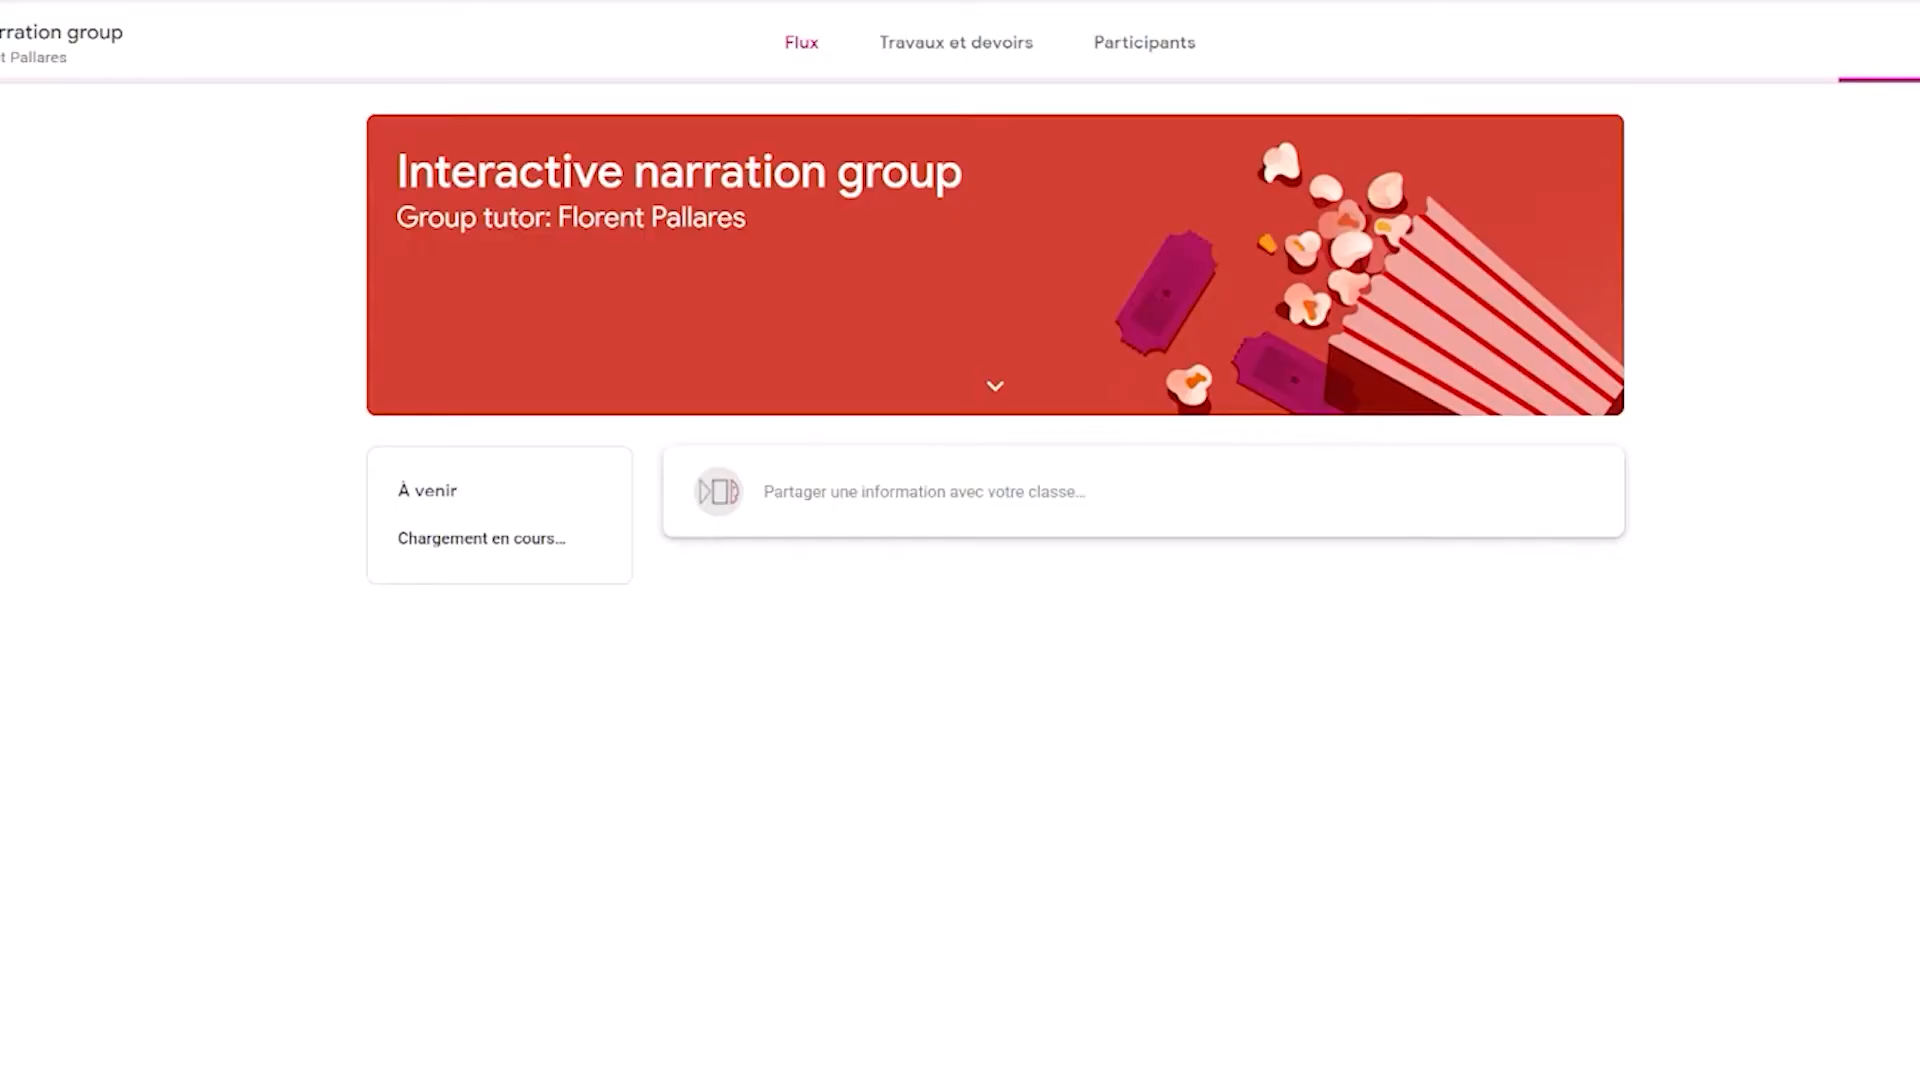 rration group
t Pallares
Flux
Travaux et devoirs
Participants
Interactive narration group
Group tutor: Florent Pallares
À venir
Chargement en cours...
Partager une information avec votre classe...